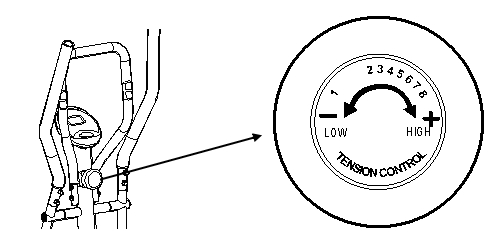 1 2 3 4 5 6 7 8
− +
LOW HIGH
TENSION CONTROL